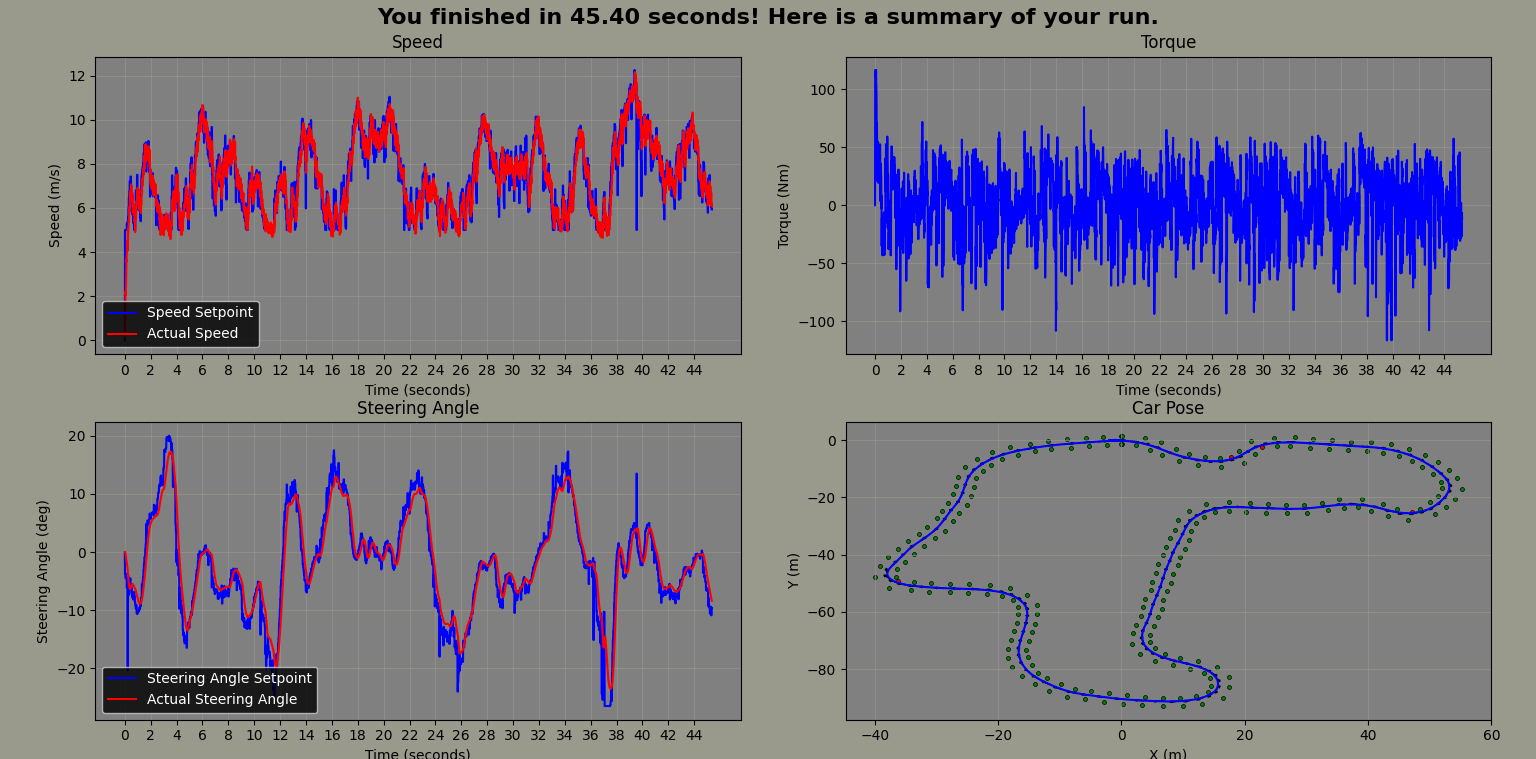 You finished in 45.40 seconds! Here is a summary of your run.
Speed
Speed (m/s)
12
10
8
6
4
2
0
Speed Setpoint
Actual Speed
0 2 4 6 8 10 12 14 16 18 20 22 24 26 28 30 32 34 36 38 40 42 44
Time (seconds)
Torque
Torque (Nm)
100
50
0
−50
−100
0 2 4 6 8 10 12 14 16 18 20 22 24 26 28 30 32 34 36 38 40 42 44
Time (seconds)
Steering Angle
Steering Angle (deg)
20
10
0
−10
−20
Steering Angle Setpoint
Actual Steering Angle
0 2 4 6 8 10 12 14 16 18 20 22 24 26 28 30 32 34 36 38 40 42 44
Time (seconds)
Car Pose
Y (m)
0
−20
−40
−60
−80
−40 −20 0 20 40 60
X (m)